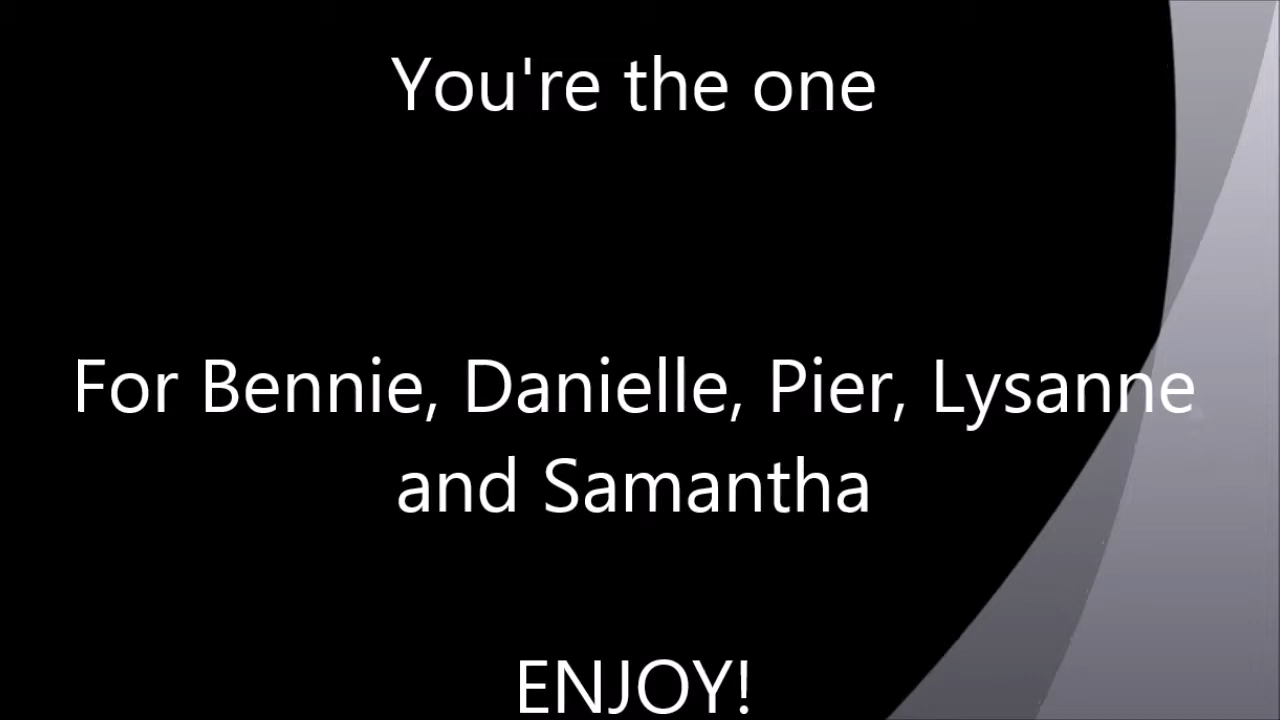 You're the one
For Bennie, Danielle, Pier, Lysanne
and Samantha
ENJOY!